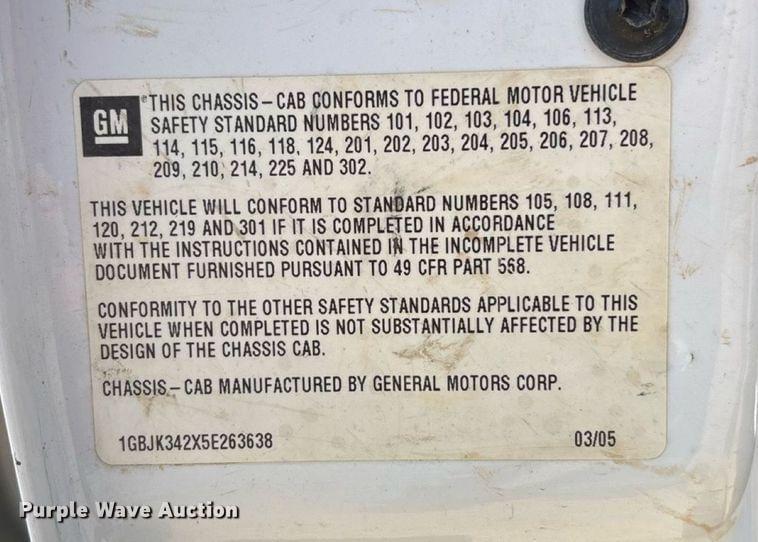 GM
THIS CHASSIS – CAB CONFORMS TO FEDERAL MOTOR VEHICLE
SAFETY STANDARD NUMBERS 101, 102, 103, 104, 106, 113,
114, 115, 116, 118, 124, 201, 202, 203, 204, 205, 206, 207, 208,
209, 210, 214, 225 AND 302.
THIS VEHICLE WILL CONFORM TO STANDARD NUMBERS 105, 108, 111,
120, 212, 219 AND 301 IF IT IS COMPLETED IN ACCORDANCE
WITH THE INSTRUCTIONS CONTAINED IN THE INCOMPLETE VEHICLE
DOCUMENT FURNISHED PURSUANT TO 49 CFR PART 568.
CONFORMITY TO THE OTHER SAFETY STANDARDS APPLICABLE TO THIS
VEHICLE WHEN COMPLETED IS NOT SUBSTANTIALLY AFFECTED BY THE
DESIGN OF THE CHASSIS CAB.
CHASSIS – CAB MANUFACTURED BY GENERAL MOTORS CORP.
1GBJK342X5E263638 03/05
Purple Wave Auction